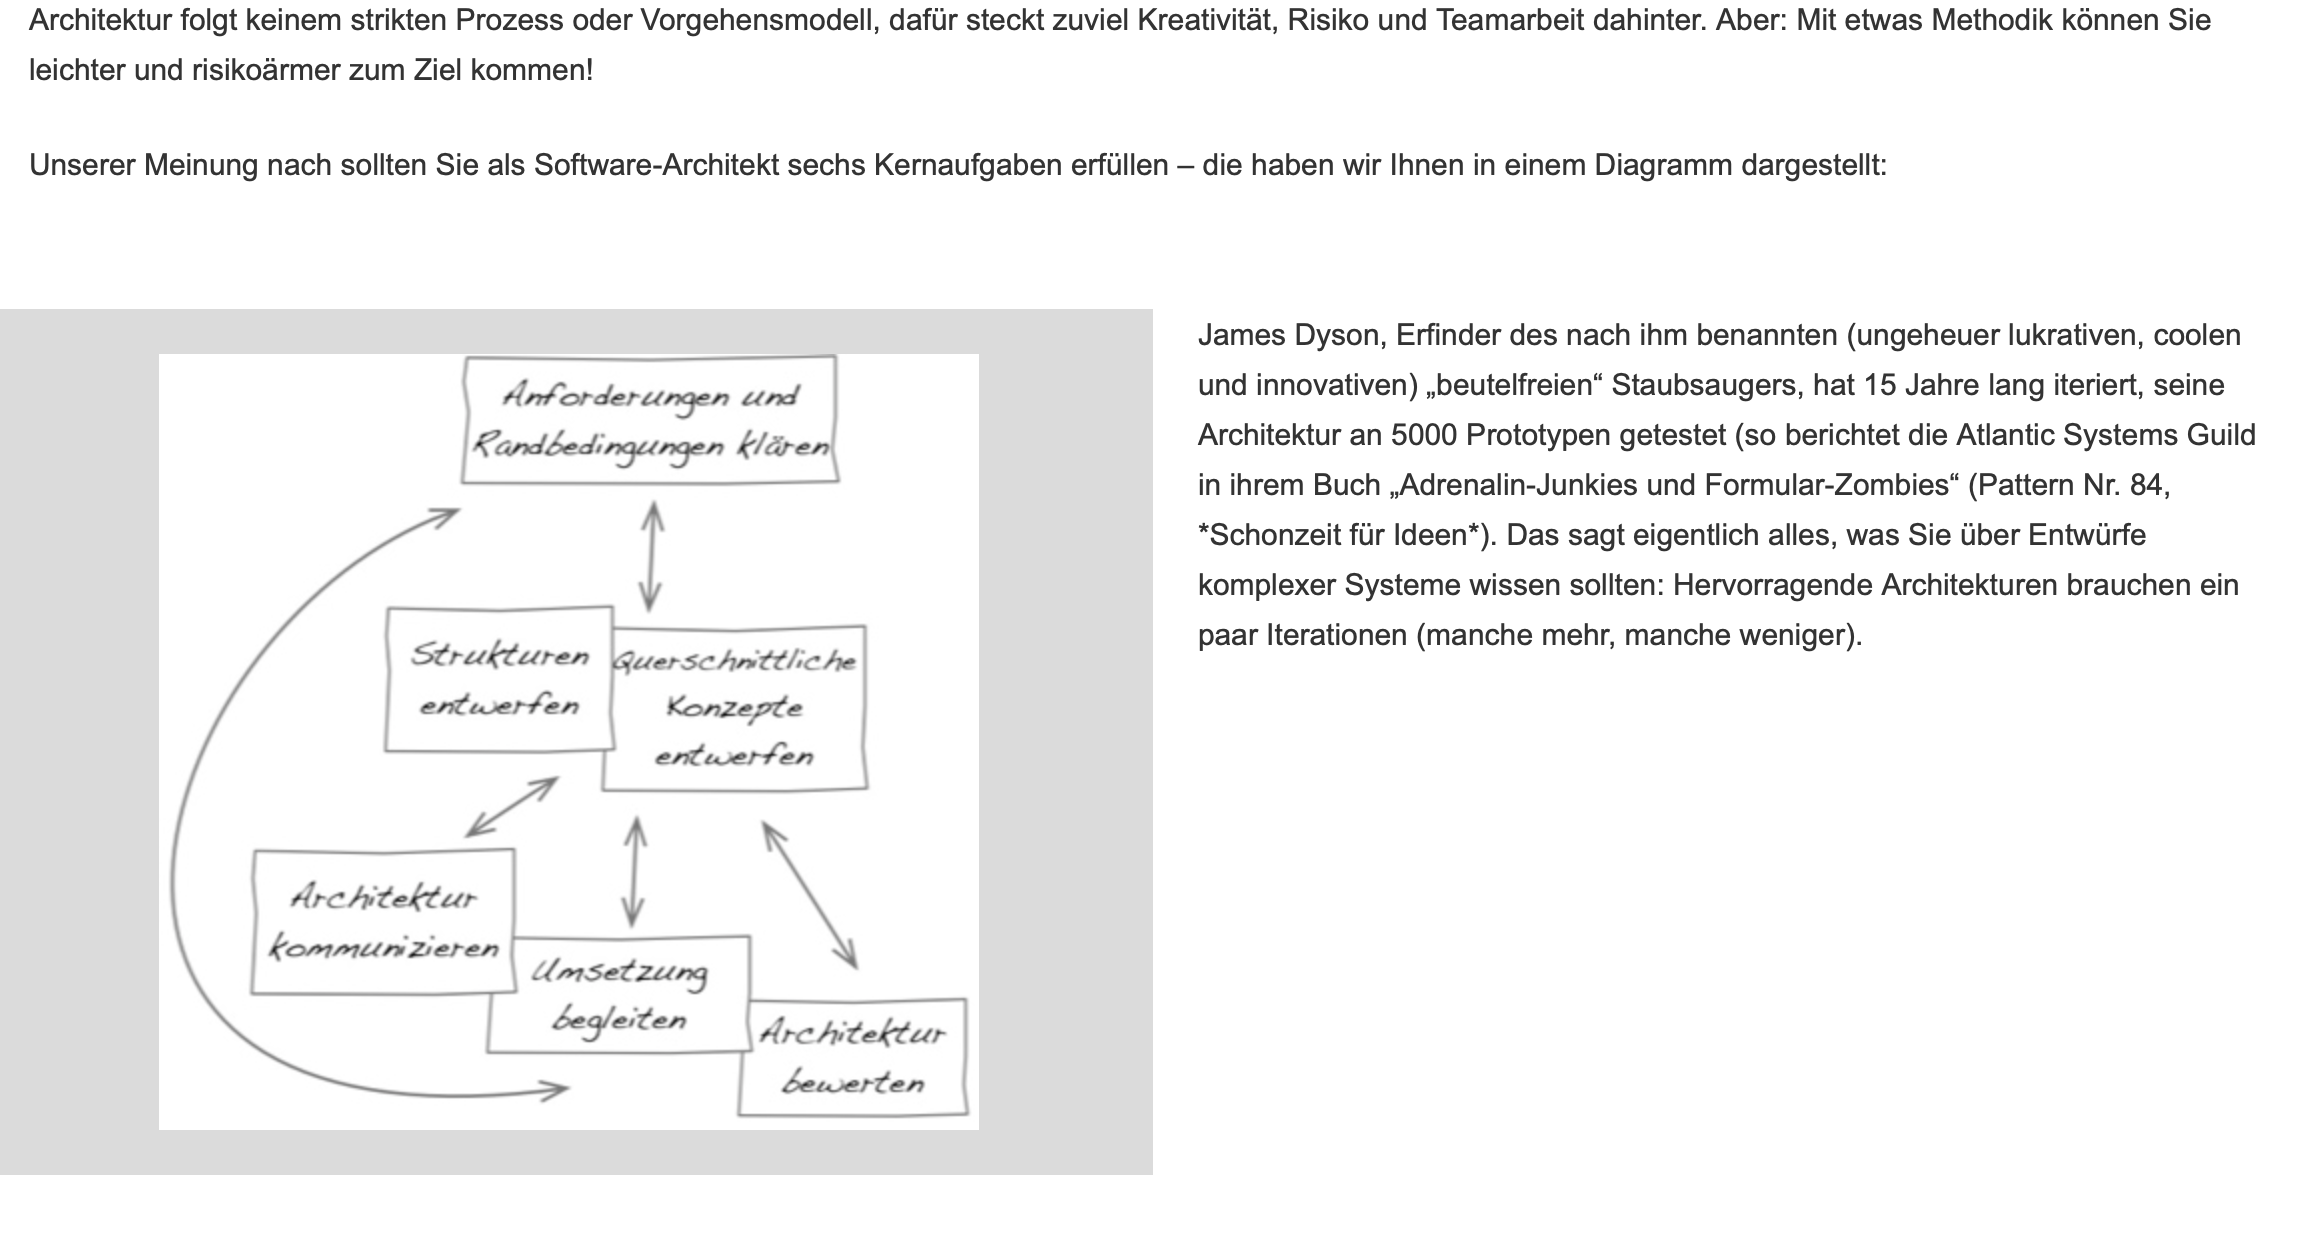 Architektur folgt keinem strikten Prozess oder Vorgehensmodell, dafür steckt zuviel Kreativität, Risiko und Teamarbeit dahinter. Aber: Mit etwas Methodik können Sie
leichter und risikoärmer zum Ziel kommen!
Unserer Meinung nach sollten Sie als Software-Architekt sechs Kernaufgaben erfüllen – die haben wir Ihnen in einem Diagramm dargestellt:
Anforderungen und
Randbedingungen klären
Strukturen
entwerfen
Querschnittliche
Konzepte
entwerfen
Architektur
kommunizieren
Umsetzung
begleiten
Architektur
bewerten
James Dyson, Erfinder des nach ihm benannten (ungeheuer lukrativen, coolen
und innovativen) „beutelfreien“ Staubsaugers, hat 15 Jahre lang iteriert, seine
Architektur an 5000 Prototypen getestet (so berichtet die Atlantic Systems Guild
in ihrem Buch „Adrenalin-Junkies und Formular-Zombies“ (Pattern Nr. 84,
*Schonzeit für Ideen*). Das sagt eigentlich alles, was Sie über Entwürfe
komplexer Systeme wissen sollten: Hervorragende Architekturen brauchen ein
paar Iterationen (manche mehr, manche weniger).